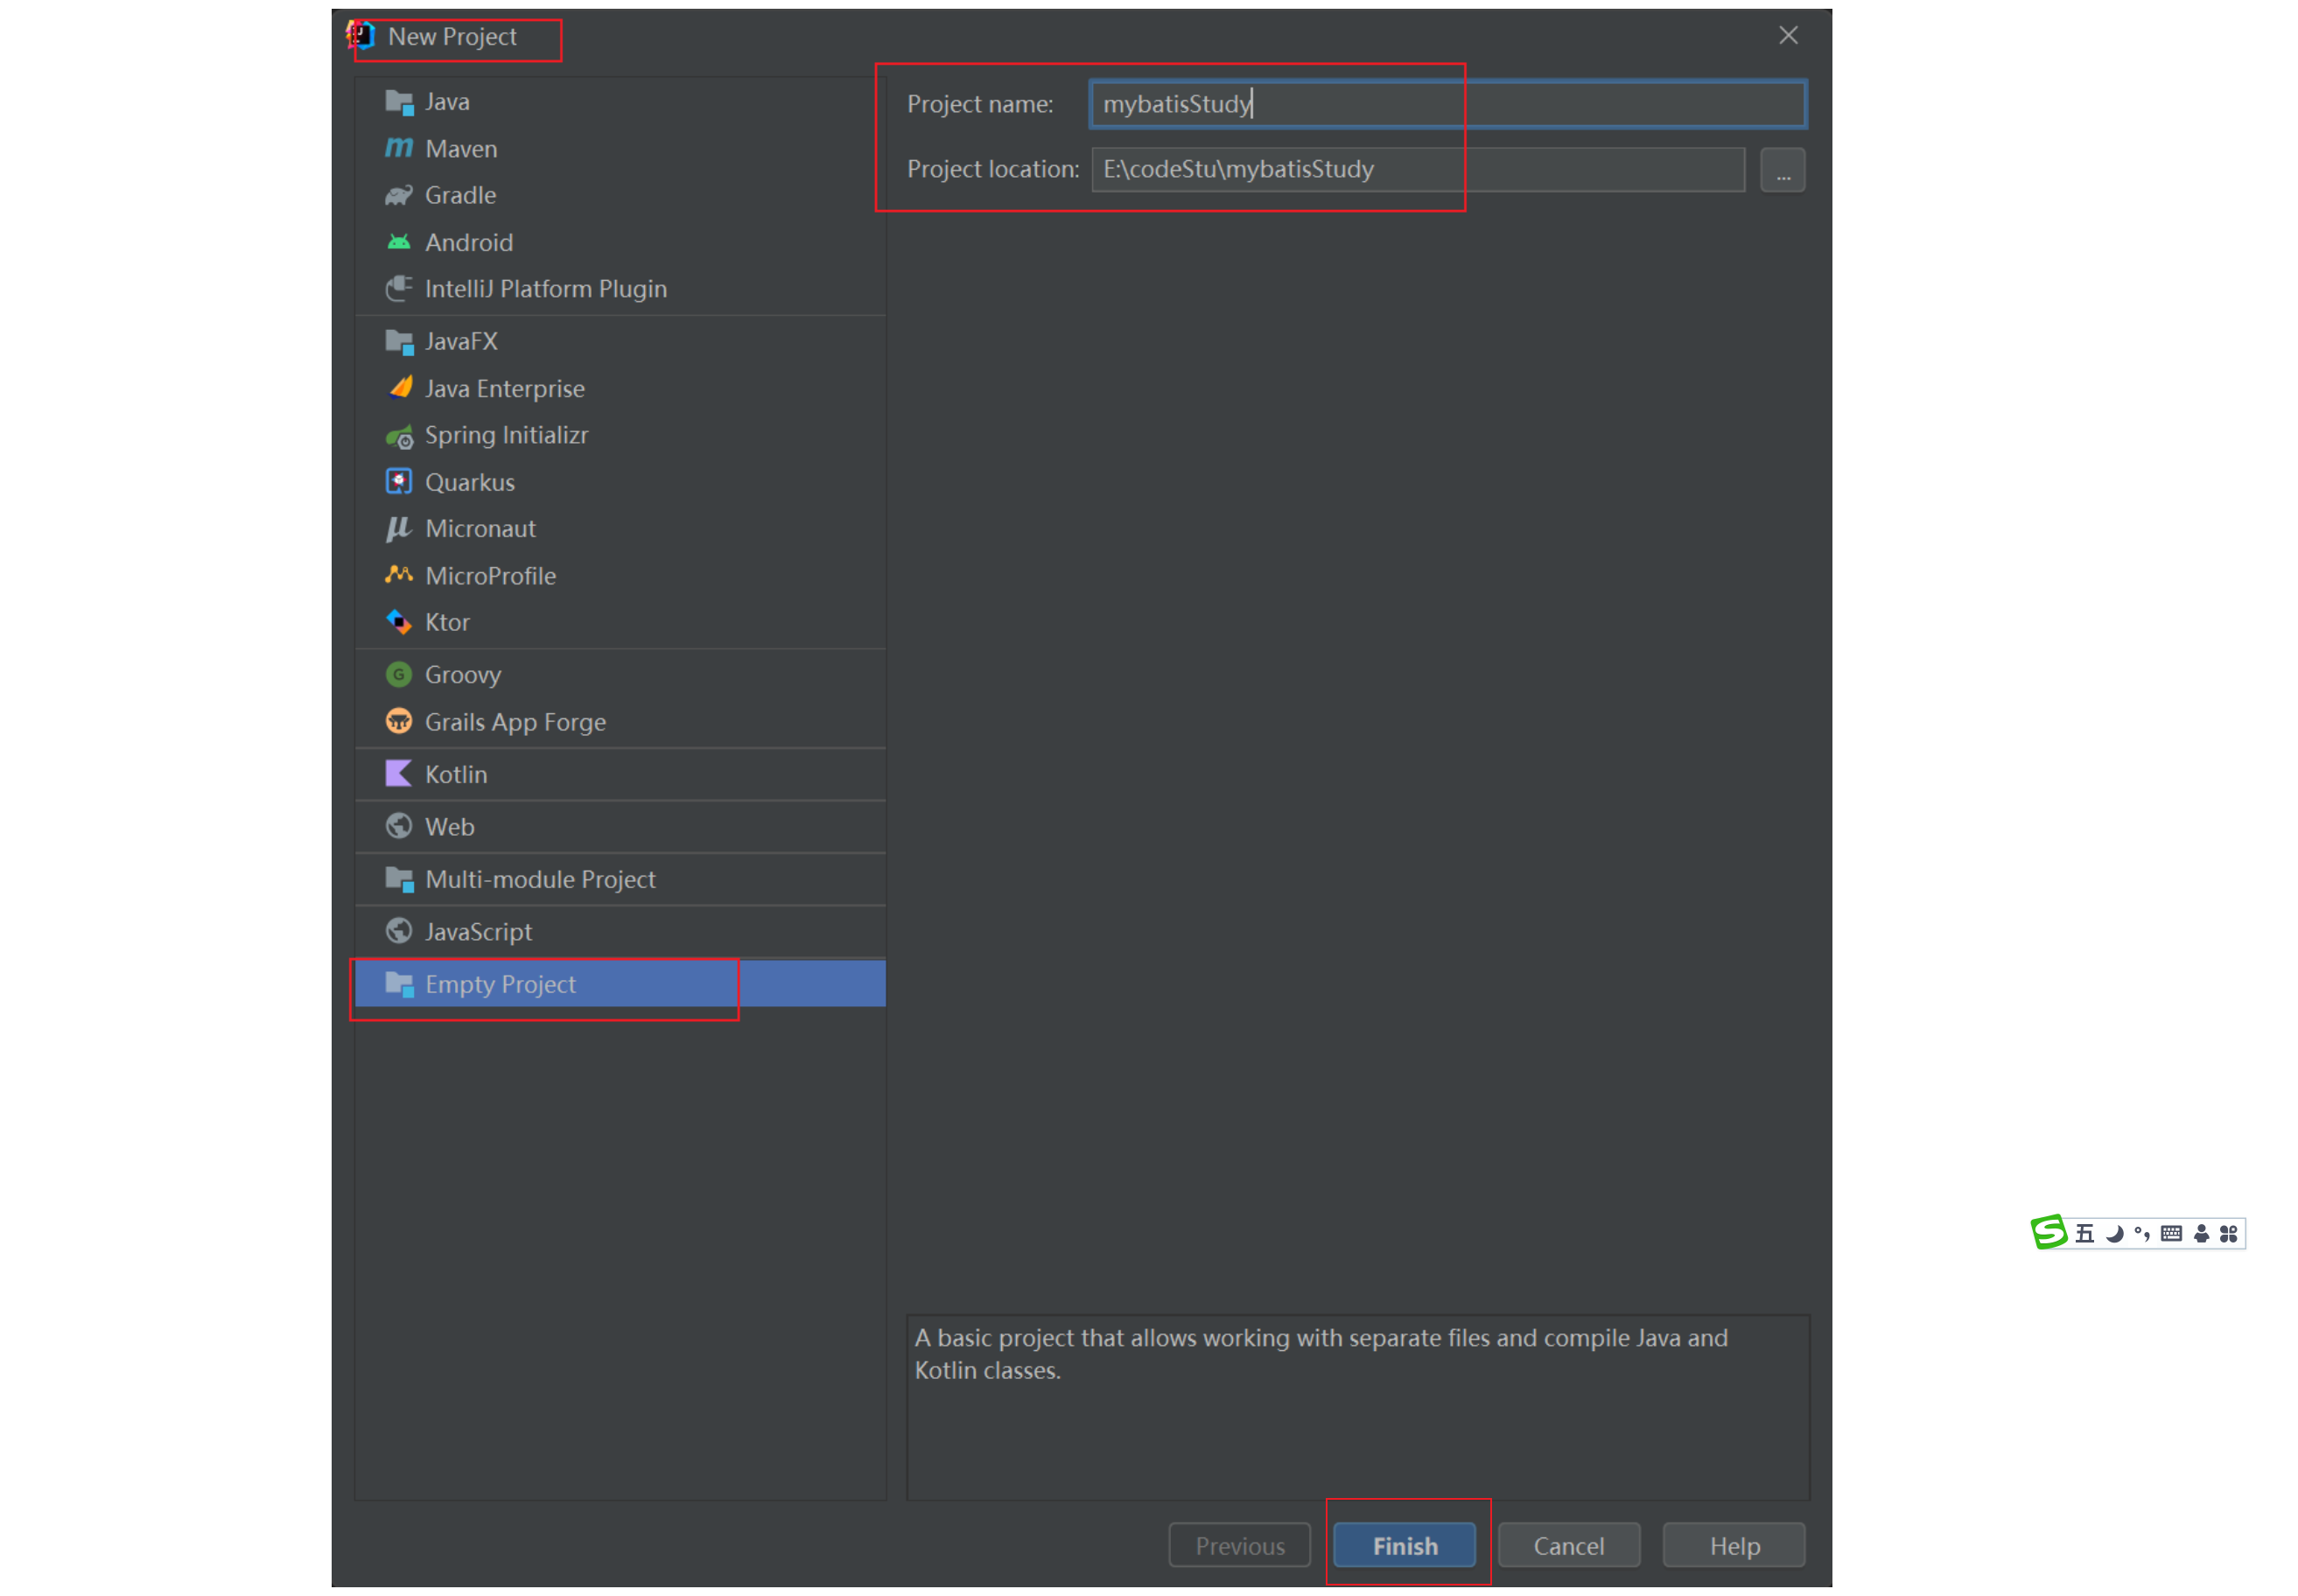 New Project
Java
Maven
Gradle
Android
IntelliJ Platform Plugin
JavaFX
Java Enterprise
Spring Initializr
Quarkus
Micronaut
MicroProfile
Ktor
Groovy
Grails App Forge
Kotlin
Web
Multi-module Project
JavaScript
Empty Project
Project name: mybatisStudy
Project location: E:\codeStu\mybatisStudy ...
五
A basic project that allows working with separate files and compile Java and
Kotlin classes.
Previous Finish Cancel Help